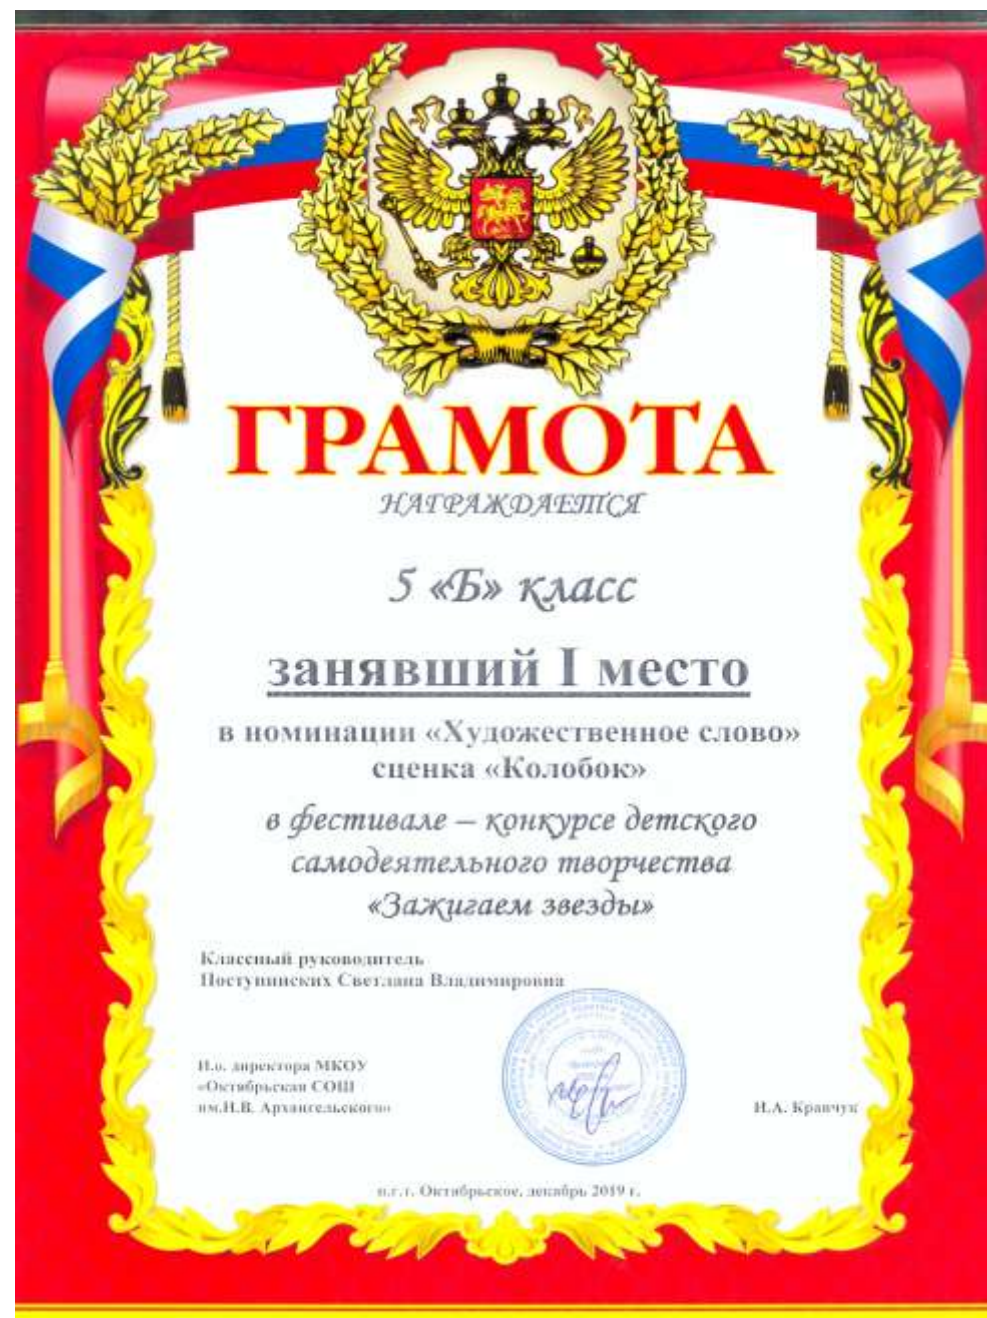 ГРАМОТА
НАГРАЖДАЕТСЯ
5 «Б» класс
занявший I место
в номинации «Художественное слово»
сценка «Колобок»
в фестивале – конкурсе детского
самодеятельного творчества
«Зажигаем звезды»
Классный руководитель
Поступинских Светлана Владимировна
И.о. директора МКОУ
«Октябрьская СОШ
им.Н.В. Архангельского»
Н.А. Кравчук
п.г.т. Октябрьское, декабрь 2019 г.